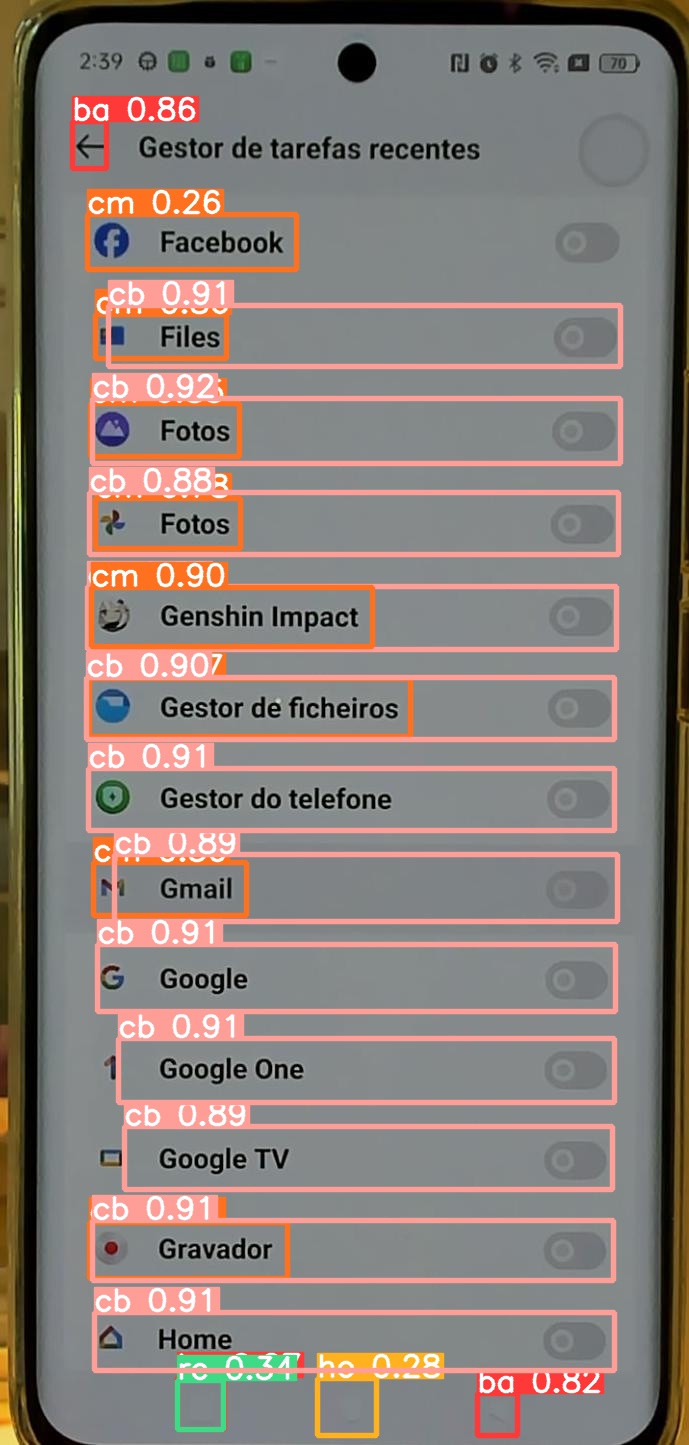 2:39
70
ba 0.86
Gestor de tarefas recentes
cm 0.26
Facebook
cb 0.91
Files
cb 0.92
Fotos
cb 0.88
Fotos
cm 0.90
Genshin Impact
cb 0.90
Gestor de ficheiros
cb 0.91
Gestor do telefone
cb 0.89
Gmail
cb 0.91
Google
cb 0.91
Google One
cb 0.89
Google TV
cb 0.91
Gravador
cb 0.91
Home
re 0.34
ho 0.28
ba 0.82